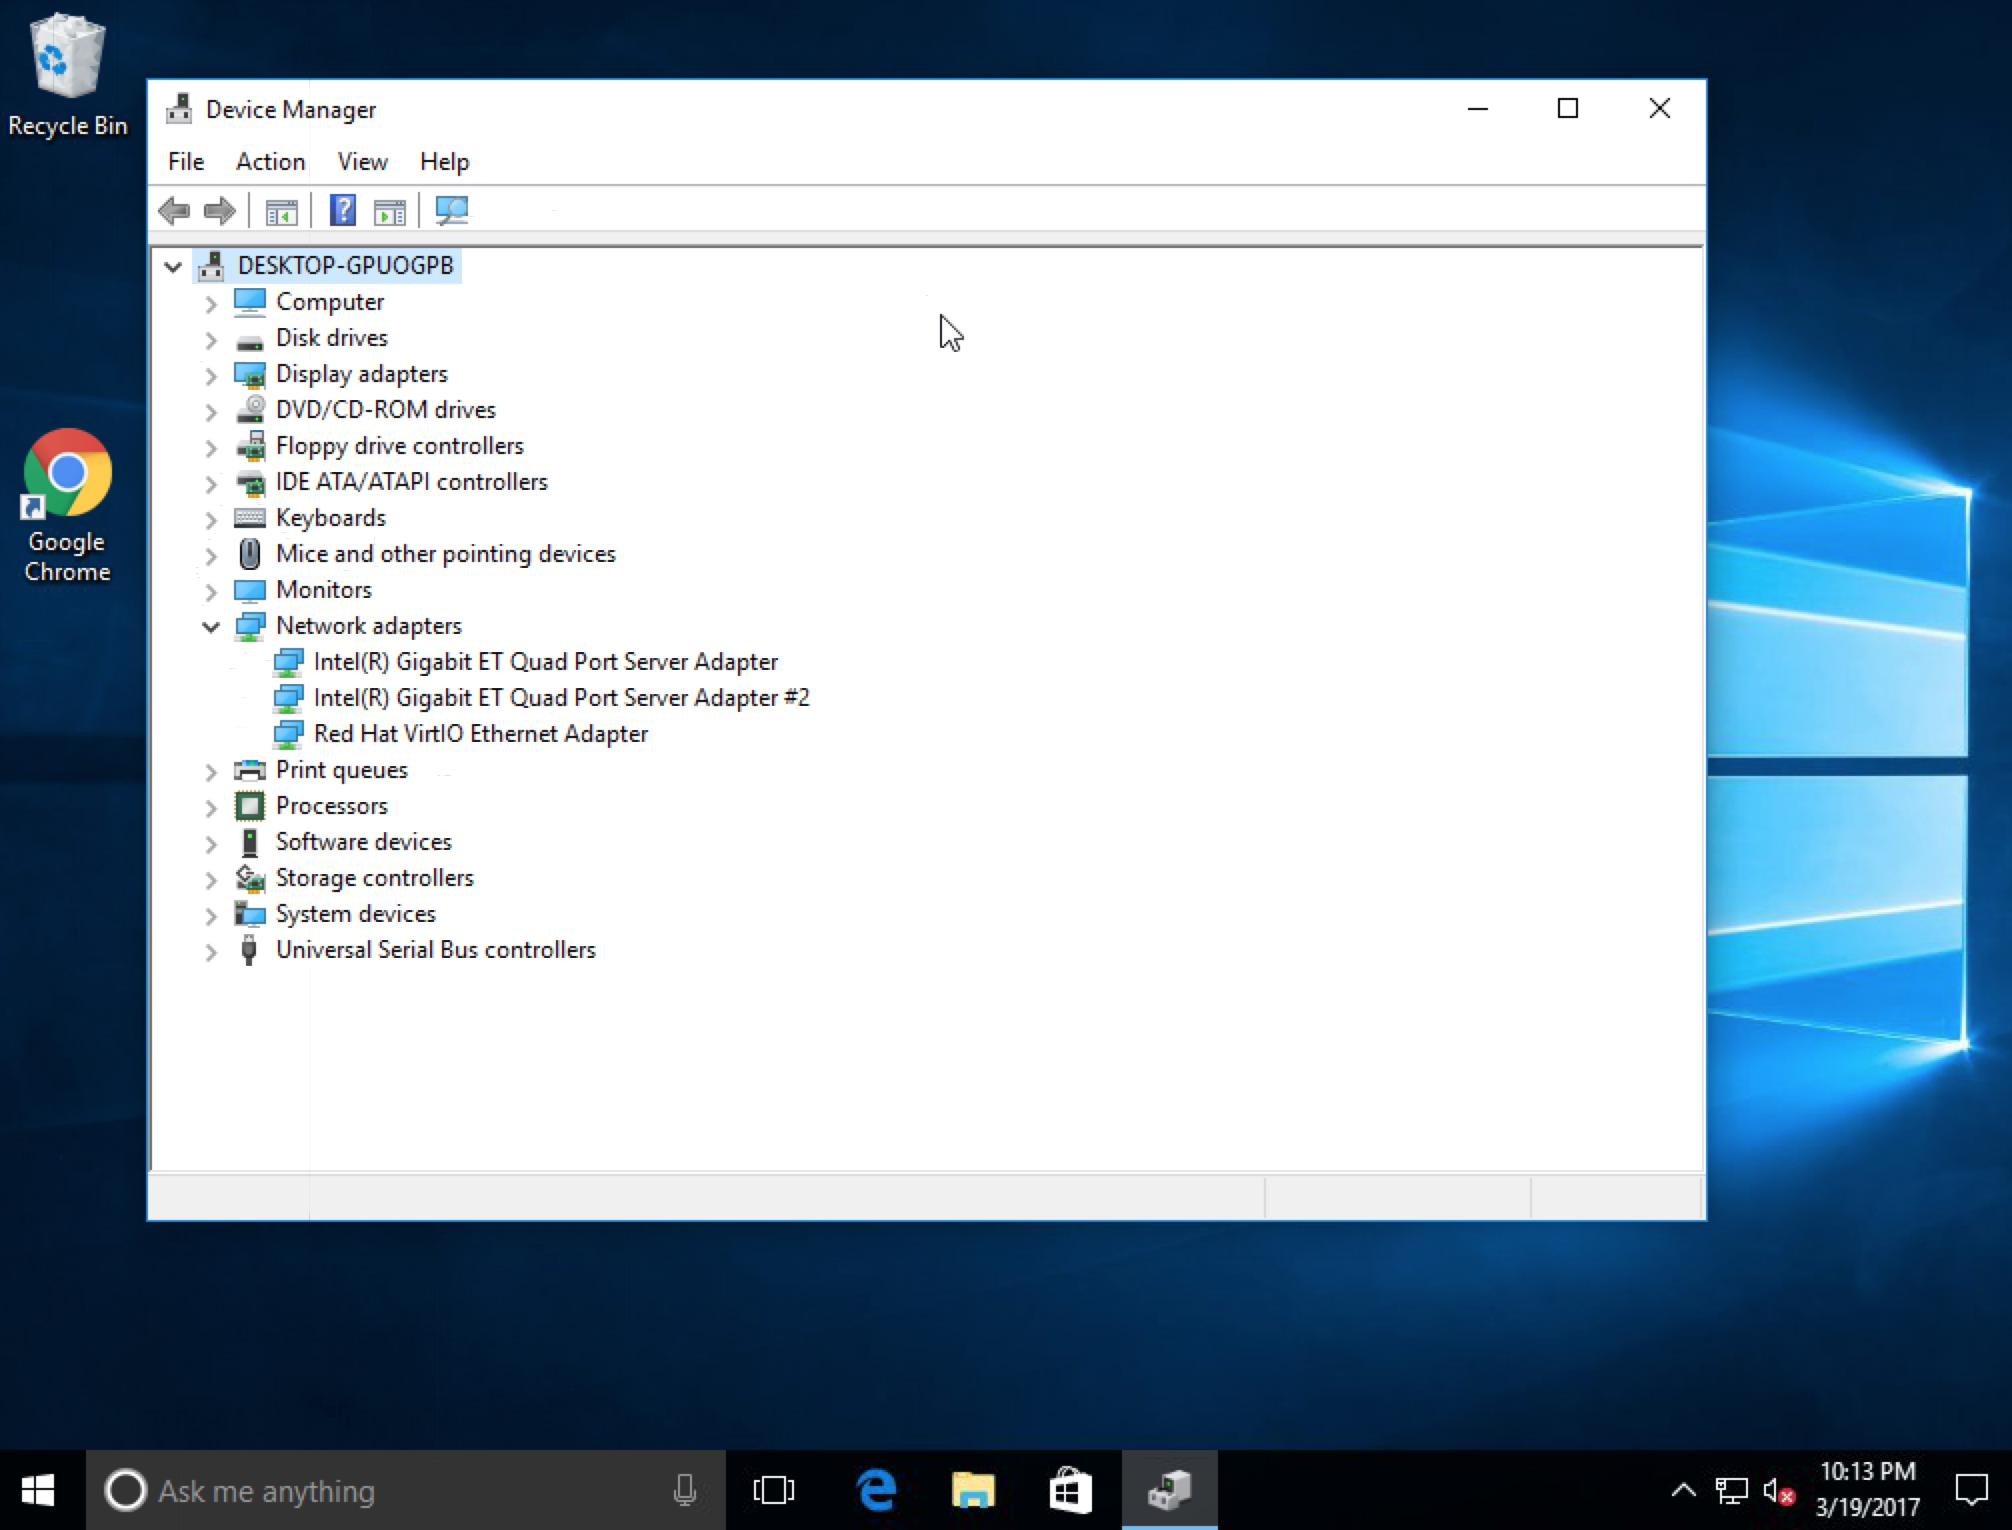 Recycle Bin
Google
Chrome
Device Manager
File Action View Help
DESKTOP-GPUOGPB
Computer
Disk drives
Display adapters
DVD/CD-ROM drives
Floppy drive controllers
IDE ATA/ATAPI controllers
Keyboards
Mice and other pointing devices
Monitors
Network adapters
Intel(R) Gigabit ET Quad Port Server Adapter
Intel(R) Gigabit ET Quad Port Server Adapter #2
Red Hat VirtIO Ethernet Adapter
Print queues
Processors
Software devices
Storage controllers
System devices
Universal Serial Bus controllers
Ask me anything
10:13 PM
3/19/2017